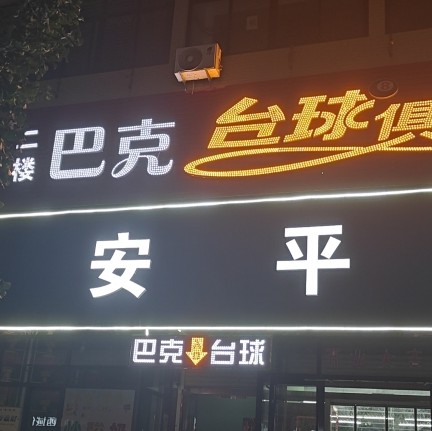 二楼 巴克 台球俱
安 平
巴克 台球